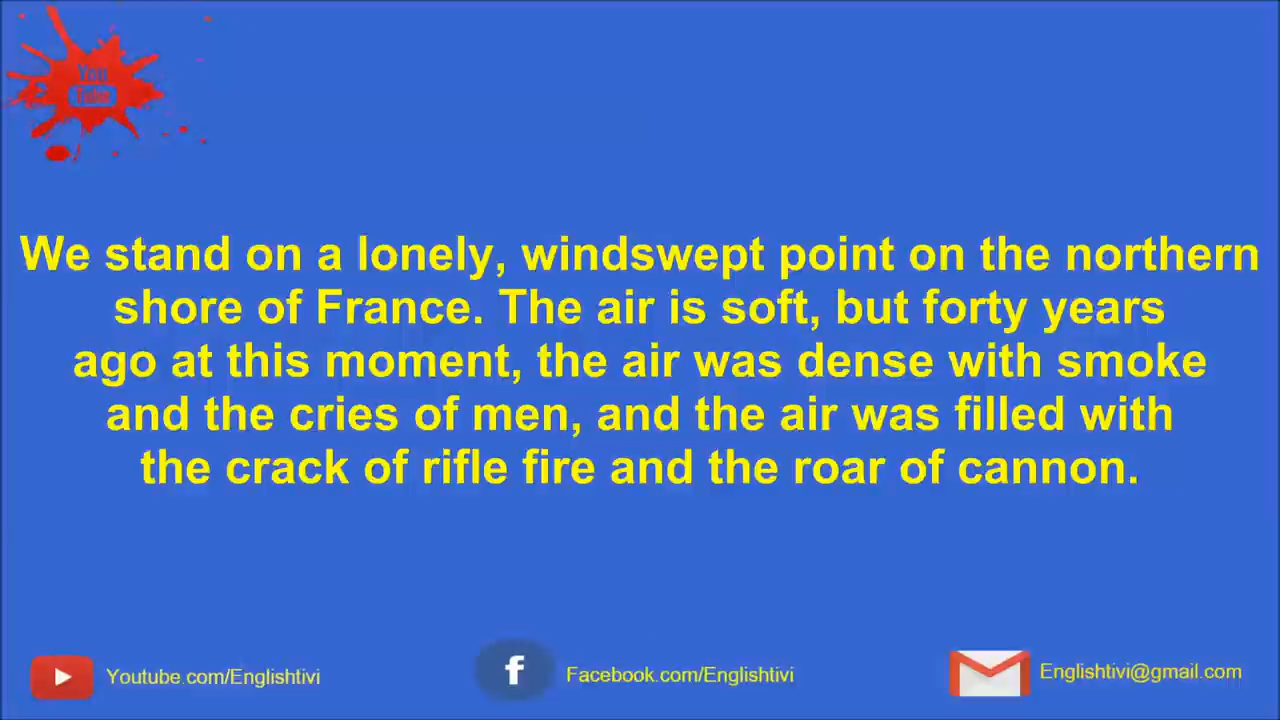 You
Tube
We stand on a lonely, windswept point on the northern
shore of France. The air is soft, but forty years
ago at this moment, the air was dense with smoke
and the cries of men, and the air was filled with
the crack of rifle fire and the roar of cannon.
Youtube.com/Englishtivi
f
Facebook.com/Englishtivi
Englishtivi@gmail.com